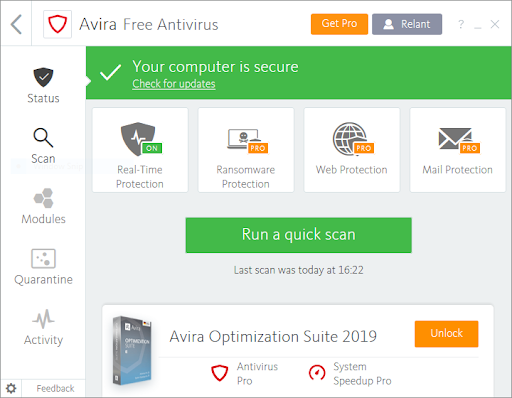 Avira Free Antivirus
Get Pro
Relant
?
Your computer is secure
Check for updates
Status
Scan
Modules
Quarantine
Activity
Feedback
ON
Real-Time
Protection
PRO
Ransomware
Protection
PRO
Web Protection
PRO
Mail Protection
Run a quick scan
Last scan was today at 16:22
Avira
OPTIMIZATION
SUITE
Avira Optimization Suite 2019
Unlock
Antivirus
Pro
System
Speedup Pro